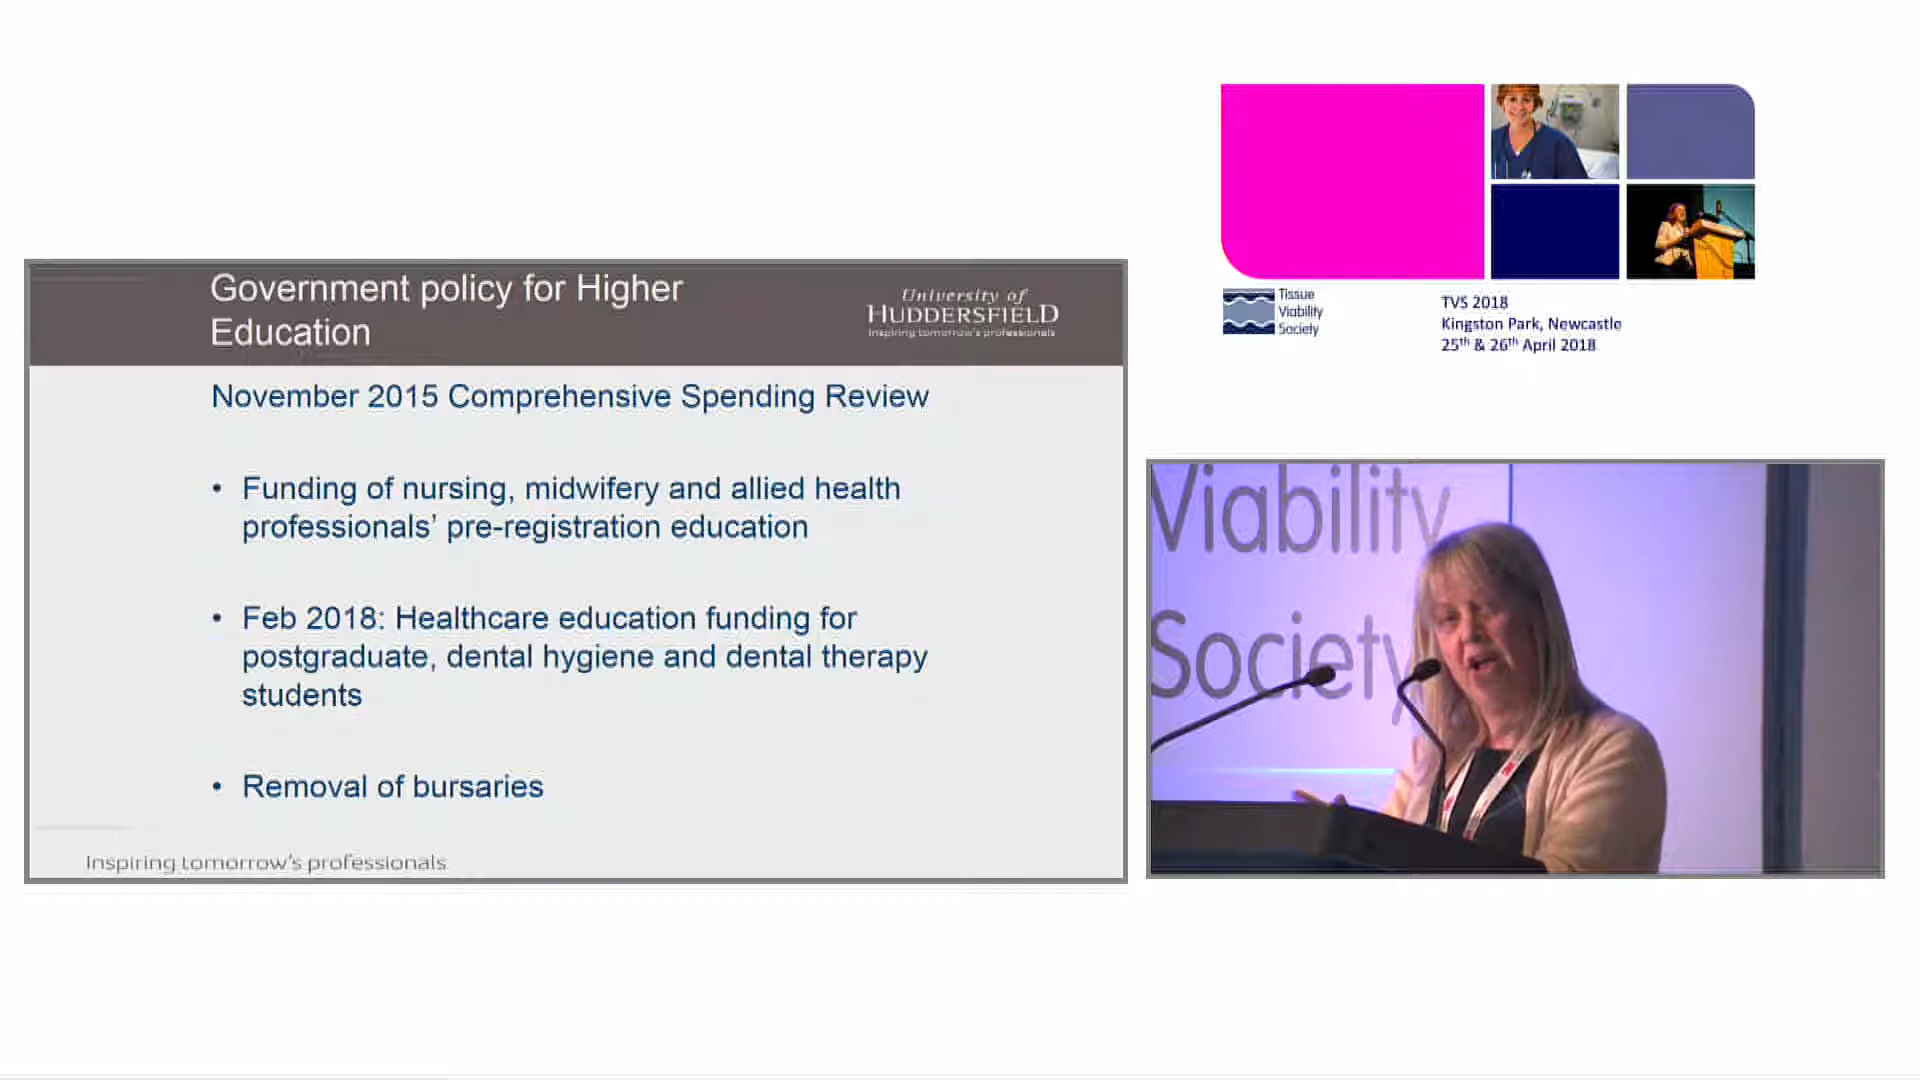 Government policy for Higher
Education
University of
HUDDERSFIELD
Inspiring tomorrow's professionals
November 2015 Comprehensive Spending Review
• Funding of nursing, midwifery and allied health
professionals’ pre-registration education
• Feb 2018: Healthcare education funding for
postgraduate, dental hygiene and dental therapy
students
• Removal of bursaries
Inspiring tomorrow's professionals
Tissue
Viability
Society
TVS 2018
Kingston Park, Newcastle
25th & 26th April 2018
Viability
Society